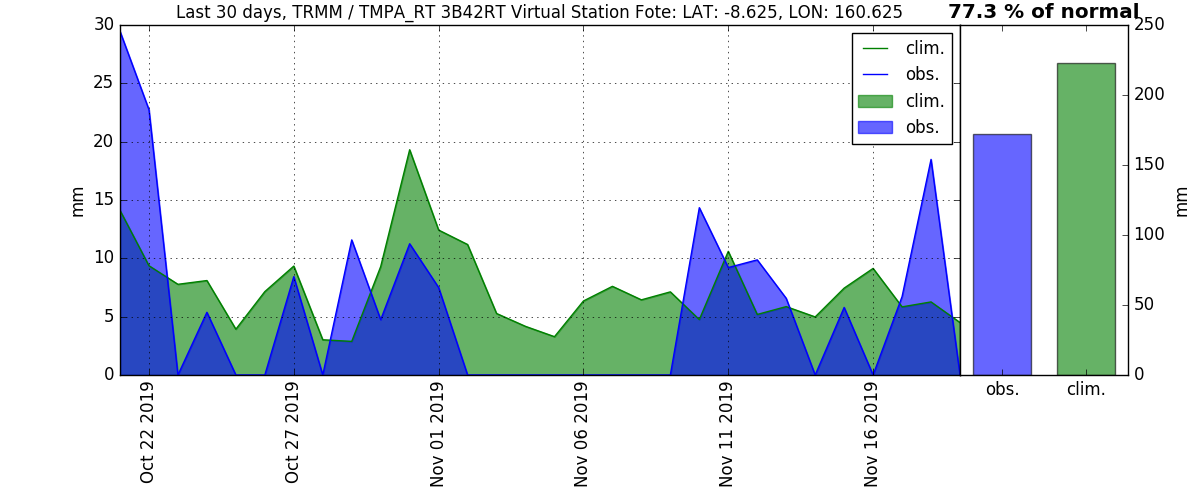 Last 30 days, TRMM / TMPA_RT 3B42RT Virtual Station Fote: LAT: -8.625, LON: 160.625
77.3 % of normal
30
25
20
15
10
5
0
mm
clim.
obs.
clim.
obs.
Oct 22 2019
Oct 27 2019
Nov 01 2019
Nov 06 2019
Nov 11 2019
Nov 16 2019
250
200
150
100
50
0
mm
obs.
clim.